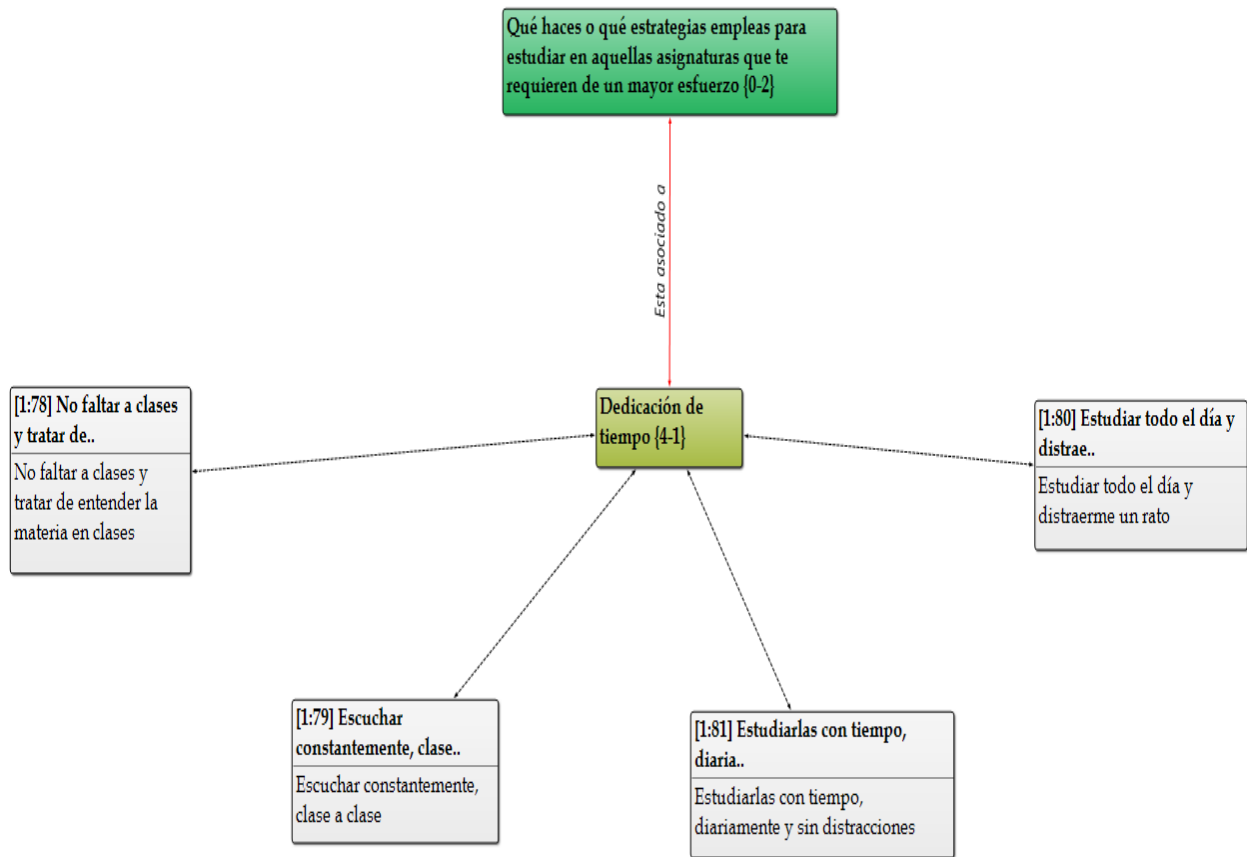 Qué haces o qué estrategias empleas para
estudiar en aquellas asignaturas que te
requieren de un mayor esfuerzo {0-2}
Esta asociado a
Dedicación de
tiempo {4-1}
[1:78] No faltar a clases
y tratar de..
No faltar a clases y
tratar de entender la
materia en clases
[1:80] Estudiar todo el día y
distrae..
Estudiar todo el día y
distraerme un rato
[1:79] Escuchar
constantemente, clase..
Escuchar constantemente,
clase a clase
[1:81] Estudiarlas con tiempo,
diaria..
Estudiarlas con tiempo,
diariamente y sin distracciones